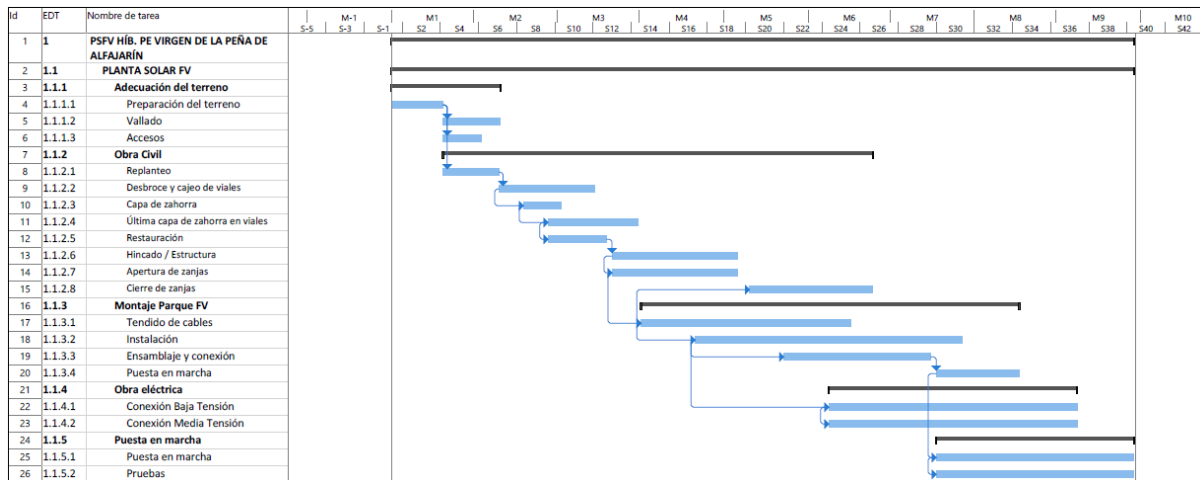 Id EDT Nombre de tarea M-1 M1 M2 M3 M4 M5 M6 M7 M8 M9 M10
S-5 S-3 S-1 S2 S4 S6 S8 S10 S12 S14 S16 S18 S20 S22 S24 S26 S28 S30 S32 S34 S36 S38 S40 S42
1 1 PSFV HÍB. PE VIRGEN DE LA PEÑA DE
ALFAJARÍN
2 1.1 PLANTA SOLAR FV
3 1.1.1 Adecuación del terreno
4 1.1.1.1 Preparación del terreno
5 1.1.1.2 Vallado
6 1.1.1.3 Accesos
7 1.1.2 Obra Civil
8 1.1.2.1 Replanteo
9 1.1.2.2 Desbroce y cajeo de viales
10 1.1.2.3 Capa de zahorra
11 1.1.2.4 Última capa de zahorra en viales
12 1.1.2.5 Restauración
13 1.1.2.6 Hincado / Estructura
14 1.1.2.7 Apertura de zanjas
15 1.1.2.8 Cierre de zanjas
16 1.1.3 Montaje Parque FV
17 1.1.3.1 Tendido de cables
18 1.1.3.2 Instalación
19 1.1.3.3 Ensamblaje y conexión
20 1.1.3.4 Puesta en marcha
21 1.1.4 Obra eléctrica
22 1.1.4.1 Conexión Baja Tensión
23 1.1.4.2 Conexión Media Tensión
24 1.1.5 Puesta en marcha
25 1.1.5.1 Puesta en marcha
26 1.1.5.2 Pruebas